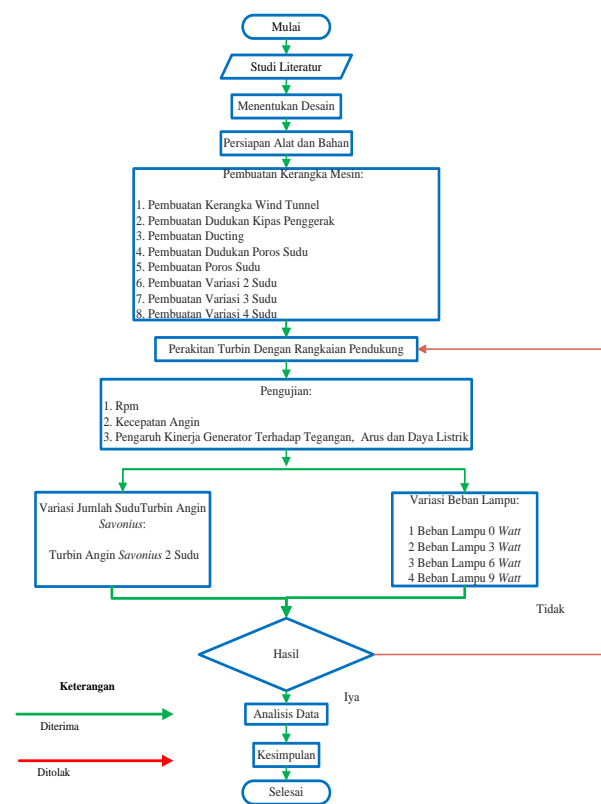 Mulai
Studi Literatur
Menentukan Desain
Persiapan Alat dan Bahan
Pembuatan Kerangka Mesin:
1. Pembuatan Kerangka Wind Tunnel
2. Pembuatan Dudukan Kipas Penggerak
3. Pembuatan Ducting
4. Pembuatan Dudukan Poros Sudu
5. Pembuatan Poros Sudu
6. Pembuatan Variasi 2 Sudu
7. Pembuatan Variasi 3 Sudu
8. Pembuatan Variasi 4 Sudu
Perakitan Turbin Dengan Rangkaian Pendukung
Pengujian:
1. Rpm
2. Kecepatan Angin
3. Pengaruh Kinerja Generator Terhadap Tegangan, Arus dan Daya Listrik
Variasi Jumlah SuduTurbin Angin
Savonius:
Turbin Angin Savonius 2 Sudu
Variasi Beban Lampu:
1 Beban Lampu 0 Watt
2 Beban Lampu 3 Watt
3 Beban Lampu 6 Watt
4 Beban Lampu 9 Watt
Tidak
Hasil
Iya
Analisis Data
Kesimpulan
Selesai
Keterangan
Diterima
Ditolak